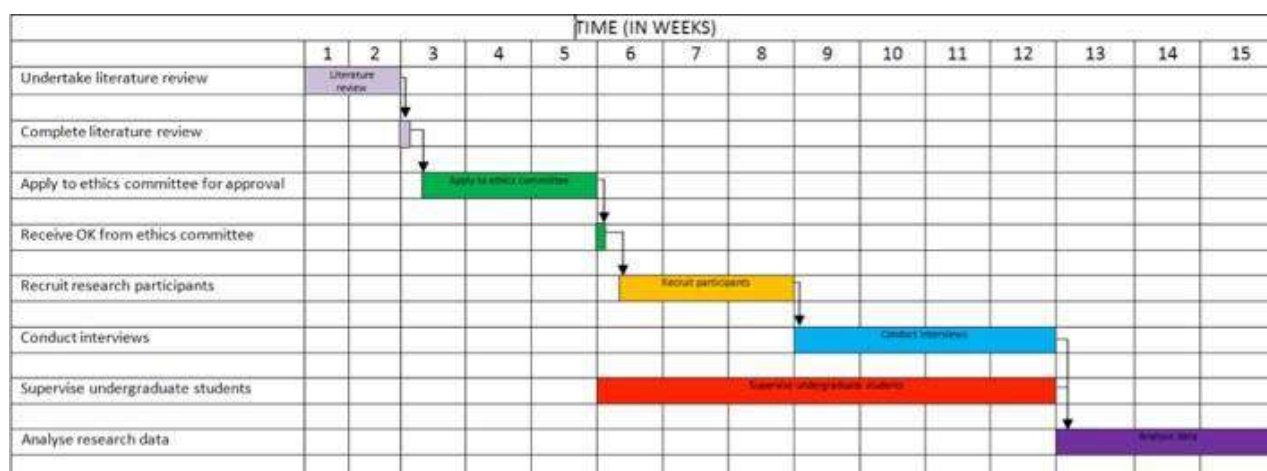 TIME (IN WEEKS)
1 2 3 4 5 6 7 8 9 10 11 12 13 14 15
Undertake literature review
Literature
review
Complete literature review
Apply to ethics committee for approval
Apply to ethics committee
Receive OK from ethics committee
Recruit research participants
Recruit participants
Conduct interviews
Conduct interviews
Supervise undergraduate students
Supervise undergraduate students
Analyse research data
Analyse data